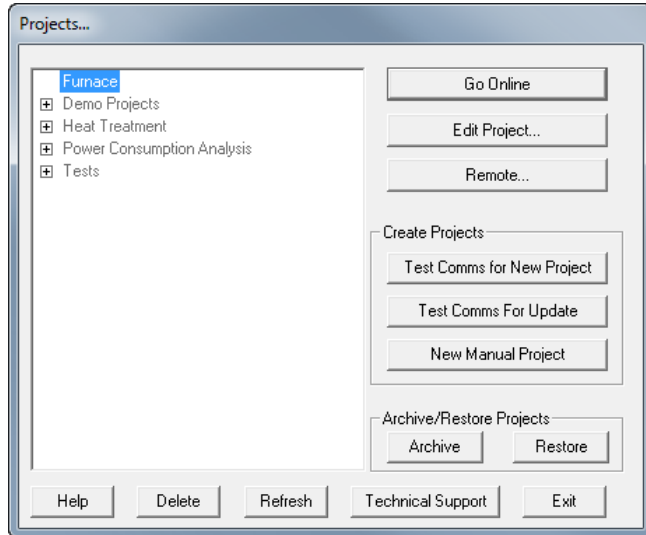 Projects...
Furnace
Demo Projects
Heat Treatment
Power Consumption Analysis
Tests
Go Online
Edit Project...
Remote...
Create Projects
Test Comms for New Project
Test Comms For Update
New Manual Project
Archive/Restore Projects
Archive Restore
Help Delete Refresh Technical Support Exit